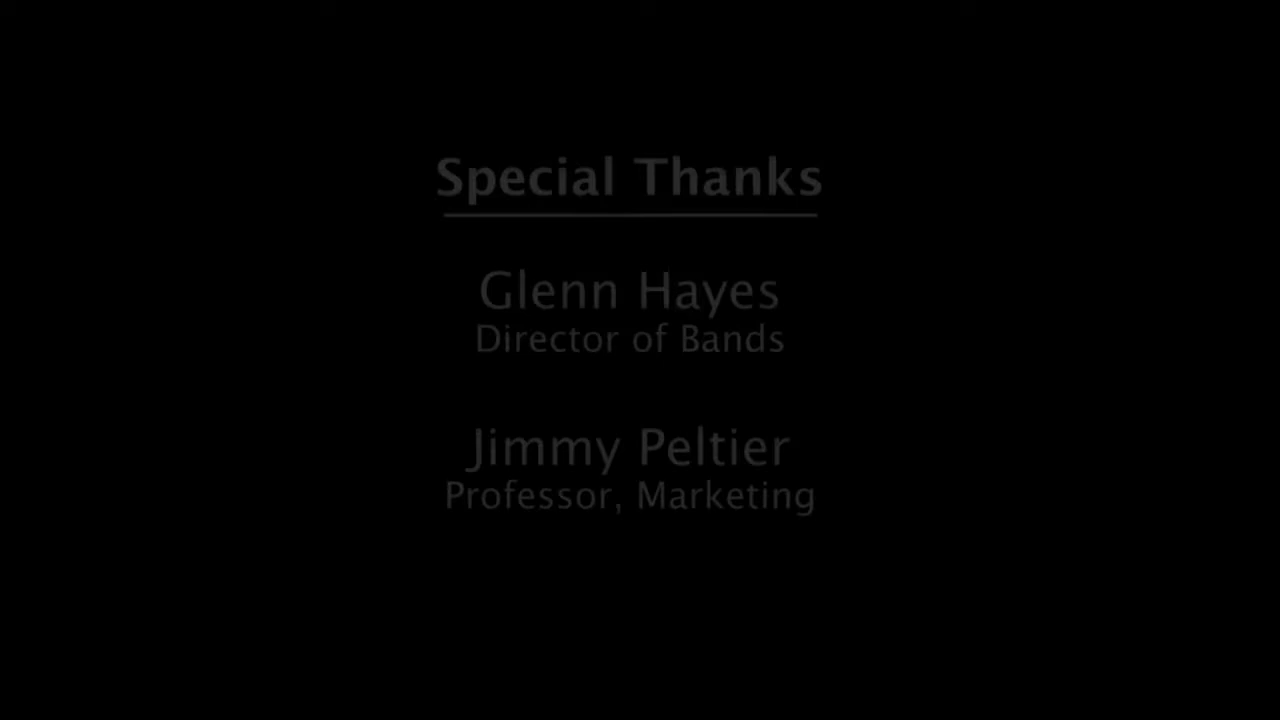 Special Thanks
Glenn Hayes
Director of Bands
Jimmy Peltier
Professor, Marketing